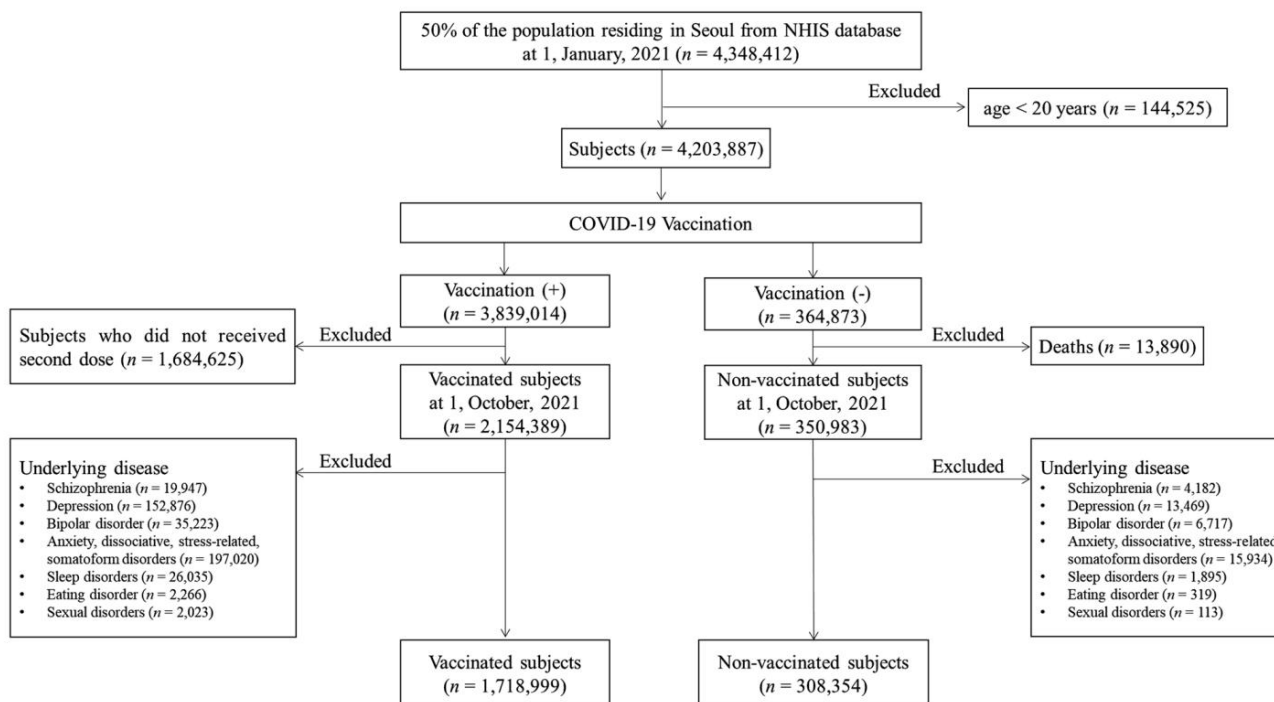 50% of the population residing in Seoul from NHIS database
at 1, January, 2021 (n = 4,348,412)
Excluded
age < 20 years (n = 144,525)
Subjects (n = 4,203,887)
COVID-19 Vaccination
Vaccination (+)
(n = 3,839,014)
Vaccination (-)
(n = 364,873)
Subjects who did not received
second dose (n = 1,684,625)
Excluded
Excluded
Deaths (n = 13,890)
Vaccinated subjects
at 1, October, 2021
(n = 2,154,389)
Non-vaccinated subjects
at 1, October, 2021
(n = 350,983)
Underlying disease
• Schizophrenia (n = 19,947)
• Depression (n = 152,876)
• Bipolar disorder (n = 35,223)
• Anxiety, dissociative, stress-related,
somatoform disorders (n = 197,020)
• Sleep disorders (n = 26,035)
• Eating disorder (n = 2,266)
• Sexual disorders (n = 2,023)
Excluded
Excluded
Underlying disease
• Schizophrenia (n = 4,182)
• Depression (n = 13,469)
• Bipolar disorder (n = 6,717)
• Anxiety, dissociative, stress-related,
somatoform disorders (n = 15,934)
• Sleep disorders (n = 1,895)
• Eating disorder (n = 319)
• Sexual disorders (n = 113)
Vaccinated subjects
(n = 1,718,999)
Non-vaccinated subjects
(n = 308,354)